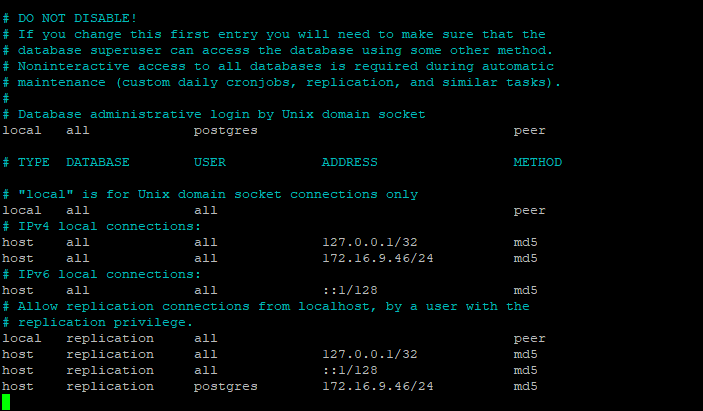 # DO NOT DISABLE!
# If you change this first entry you will need to make sure that the
# database superuser can access the database using some other method.
# Noninteractive access to all databases is required during automatic
# maintenance (custom daily cronjobs, replication, and similar tasks).
#
# Database administrative login by Unix domain socket
local   all             postgres                                peer
# TYPE  DATABASE        USER            ADDRESS                 METHOD
# "local" is for Unix domain socket connections only
local   all             all                                     peer
# IPv4 local connections:
host    all             all             127.0.0.1/32            md5
host    all             all             172.16.9.46/24          md5
# IPv6 local connections:
host    all             all             ::1/128                 md5
# Allow replication connections from localhost, by a user with the
# replication privilege.
local   replication     all                                     peer
host    replication     all             127.0.0.1/32            md5
host    replication     all             ::1/128                 md5
host    replication     postgres        172.16.9.46/24          md5